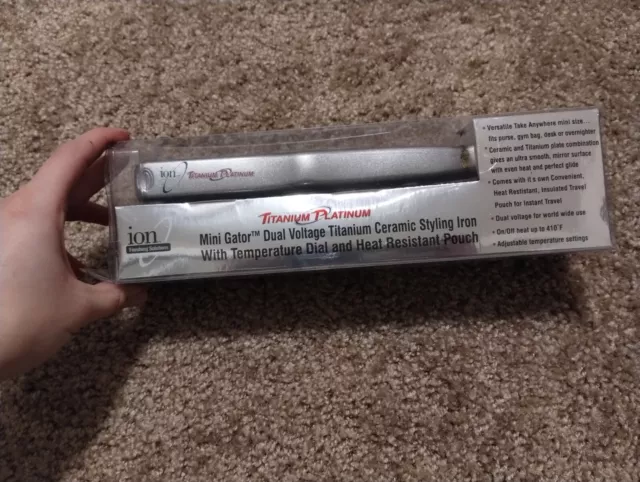 ion
TITANIUM PLATINUM
TITANIUM PLATINUM
ion
Mini Gator™ Dual Voltage Titanium Ceramic Styling Iron
With Temperature Dial and Heat Resistant Pouch
• Versatile Take Anywhere mini size...
fits purse, gym bag, desk or overnighter
• Ceramic and Titanium plate combination
gives an ultra smooth, mirror surface
with even heat and perfect glide
• Comes with it's own Convenient,
Heat Resistant, Insulated Travel
Pouch for Instant Travel
• Dual voltage for world wide use
• On/Off heat up to 410°F
• Adjustable temperature settings